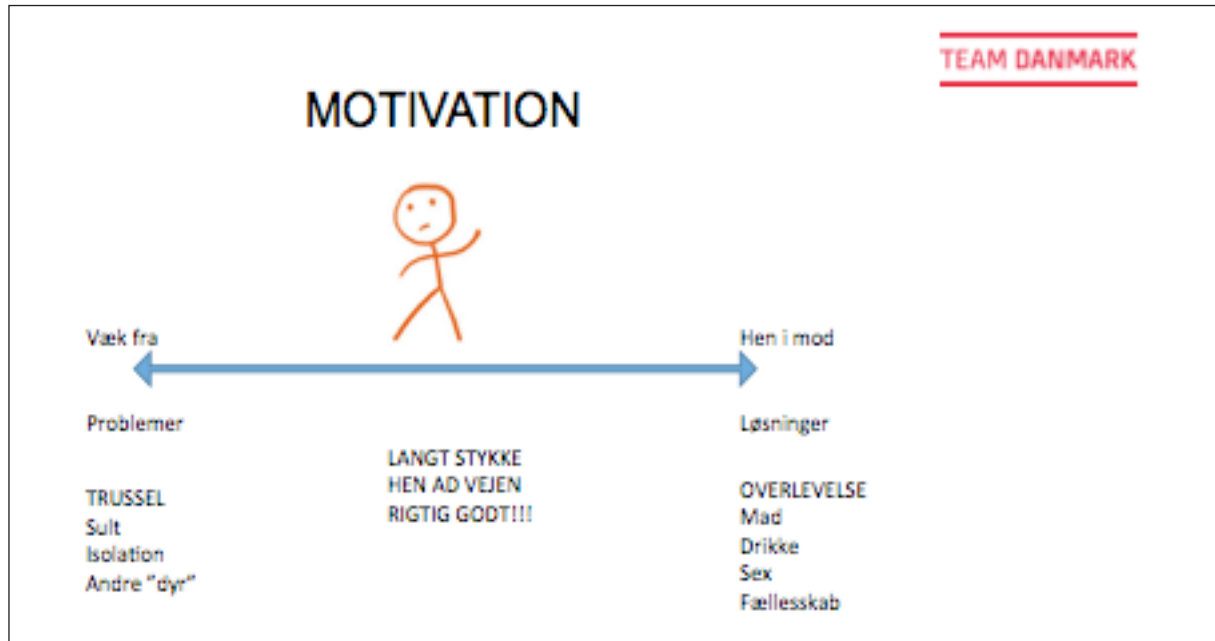 TEAM DANMARK
MOTIVATION
Væk fra
Hen i mod
Problemer
Løsninger
LANGT STYKKE
HEN AD VEJEN
RIGTIG GODT!!!
TRUSSEL
Sult
Isolation
Andre "dyr"
OVERLEVELSE
Mad
Drikke
Sex
Fællesskab